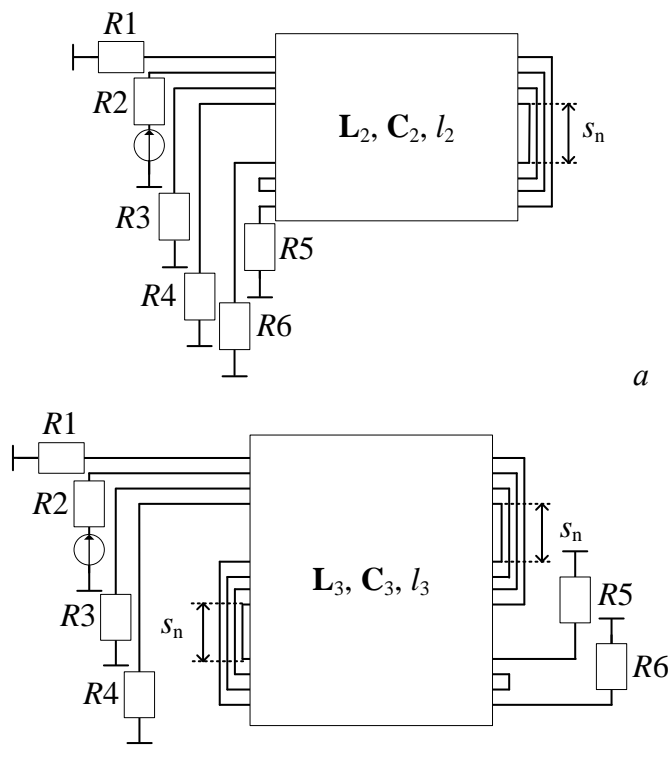 R1
R2
L2, C2, l2
sn
R3
R5
R4
R6
a
R1
R2
sn
L3, C3, l3
R5
R3
sn
R6
R4